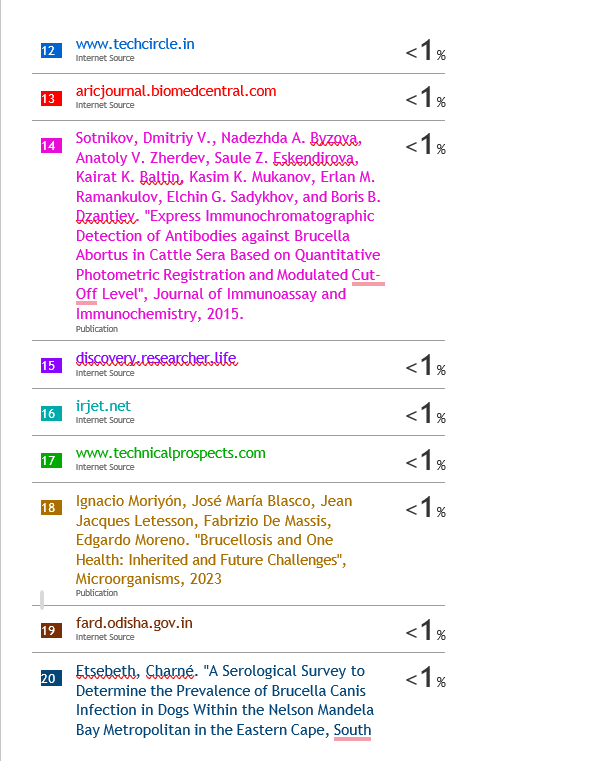 12 www.techcircle.in <1%
Internet Source
13 aricjournal.biomedcentral.com <1%
Internet Source
14 Sotnikov, Dmitriy V., Nadezhda A. Byzova, <1%
Anatoly V. Zherdev, Saule Z. Eskendirova,
Kairat K. Baltin, Kasim K. Mukanov, Erlan M.
Ramankulov, Elchin G. Sadykhov, and Boris B.
Dzantiev. "Express Immunochromatographic
Detection of Antibodies against Brucella
Abortus in Cattle Sera Based on Quantitative
Photometric Registration and Modulated Cut-
Off Level", Journal of Immunoassay and
Immunochemistry, 2015.
Publication
15 discovery.researcher.life <1%
Internet Source
16 irjet.net <1%
Internet Source
17 www.technicalprospects.com <1%
Internet Source
18 Ignacio Moriyón, José María Blasco, Jean <1%
Jacques Letesson, Fabrizio De Massis,
Edgardo Moreno. "Brucellosis and One
Health: Inherited and Future Challenges",
Microorganisms, 2023
Publication
19 fard.odisha.gov.in <1%
Internet Source
20 Etsebeth, Charné. "A Serological Survey to <1%
Determine the Prevalence of Brucella Canis
Infection in Dogs Within the Nelson Mandela
Bay Metropolitan in the Eastern Cape, South